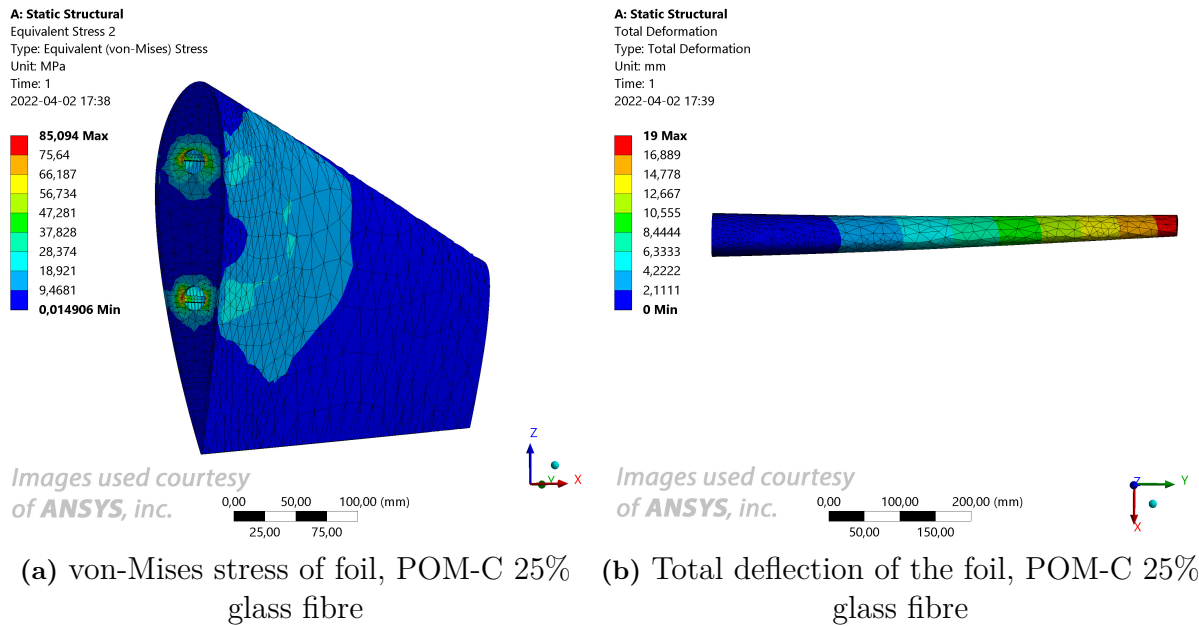 A: Static Structural
Equivalent Stress 2
Type: Equivalent (von-Mises) Stress
Unit: MPa
Time: 1
2022-04-02 17:38
85,094 Max
75,64
66,187
56,734
47,281
37,828
28,374
18,921
9,4681
0,014906 Min
Z
Y
X
Images used courtesy
of ANSYS, inc.
0,00 50,00 100,00 (mm)
25,00 75,00
(a) von-Mises stress of foil, POM-C 25%
glass fibre
A: Static Structural
Total Deformation
Type: Total Deformation
Unit: mm
Time: 1
2022-04-02 17:39
19 Max
16,889
14,778
12,667
10,555
8,4444
6,3333
4,2222
2,1111
0 Min
Images used courtesy
of ANSYS, inc.
0,00 100,00 200,00 (mm)
50,00 150,00
Z
Y
X
(b) Total deflection of the foil, POM-C 25%
glass fibre